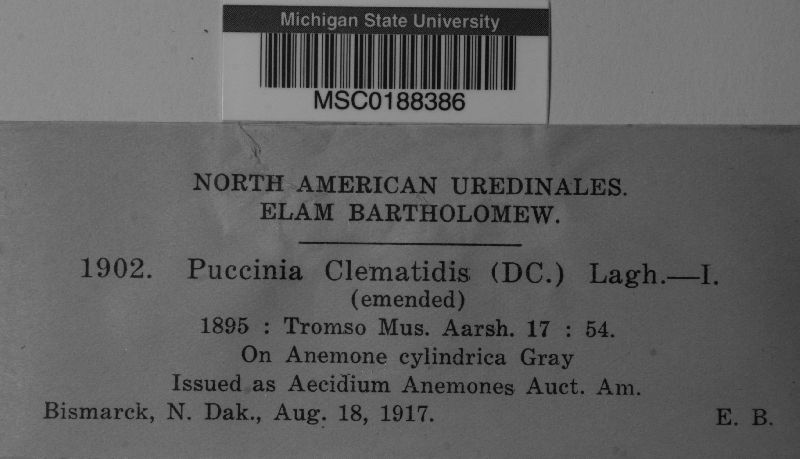 Michigan State University
MSC0188386
NORTH AMERICAN UREDINALES.
ELAM BARTHOLOMEW.
1902. Puccinia Clematidis (DC.) Lagh.—I.
(emended)
1895 : Tromso Mus. Aarsh. 17 : 54.
On Anemone cylindrica Gray
Issued as Aecidium Anemones Auct. Am.
Bismarck, N. Dak., Aug. 18, 1917. E. B.